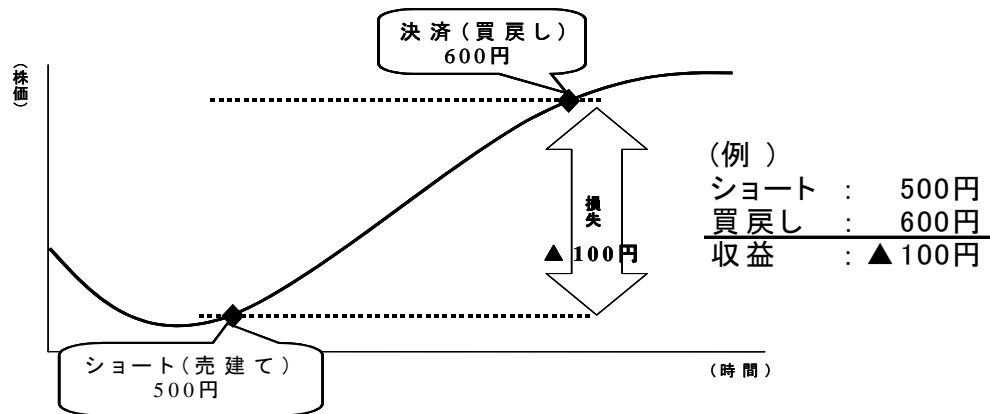 決済(買戻し)
600円
(株価)
損失
▲ 100円
(例 )
ショート : 500円
買戻し : 600円
収益 : ▲100円
ショート(売建て)
500円
(時間)